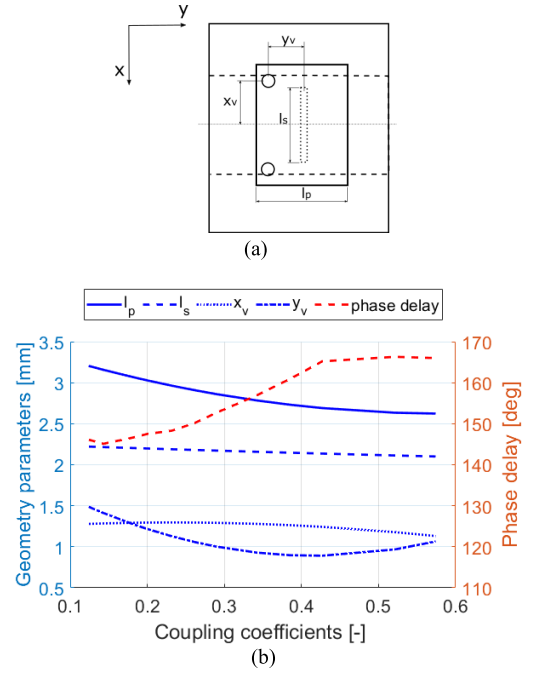 y
x
yv
xv
ls
lp
(a)
lp ls xv yv phase delay
3.5 170
3 160
2.5 150
2 140
1.5 130
1 120
0.5 110
Geometry parameters [mm]
Phase delay [deg]
0.1 0.2 0.3 0.4 0.5 0.6
Coupling coefficients [-]
(b)